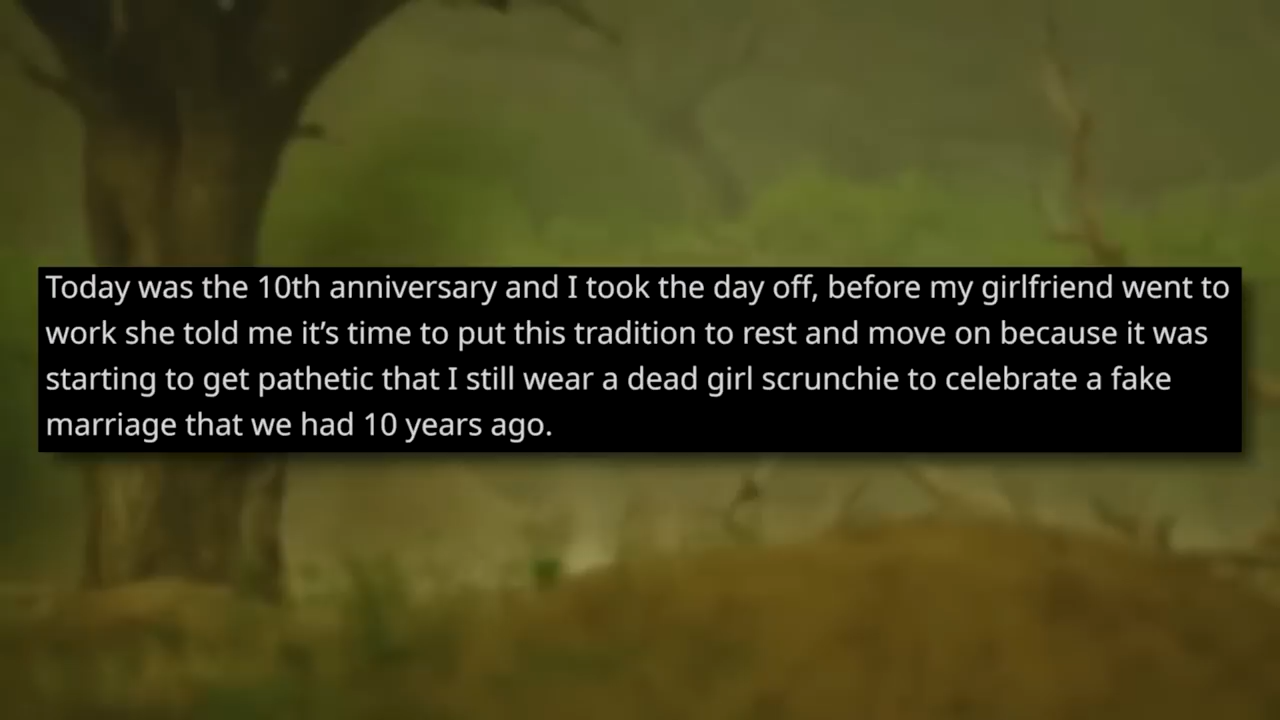 Today was the 10th anniversary and I took the day off, before my girlfriend went to
work she told me it’s time to put this tradition to rest and move on because it was
starting to get pathetic that I still wear a dead girl scrunchie to celebrate a fake
marriage that we had 10 years ago.